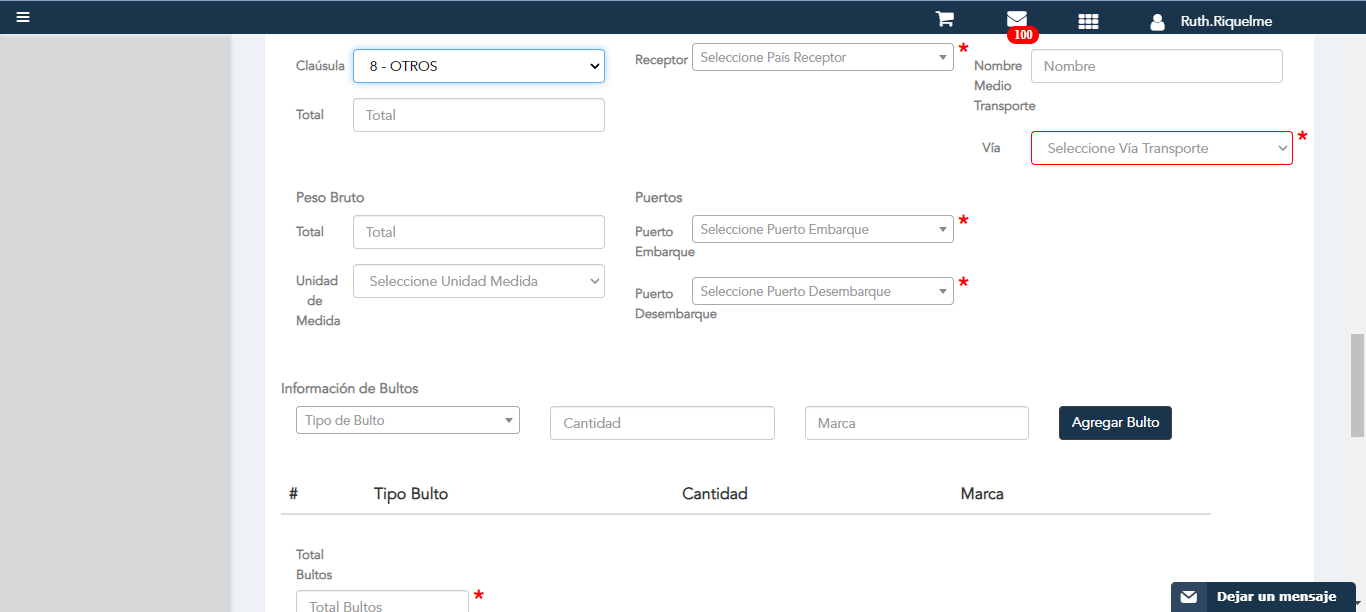 100
Ruth.Riquelme
Claúsula
8 - OTROS
Receptor
Seleccione País Receptor
*
Nombre
Medio
Transporte
Nombre
Total
Total
Vía
Seleccione Vía Transporte
*
Peso Bruto
Puertos
Total
Total
Puerto
Embarque
Seleccione Puerto Embarque
*
Unidad
de
Medida
Seleccione Unidad Medida
Puerto
Desembarque
Seleccione Puerto Desembarque
*
Información de Bultos
Tipo de Bulto
Cantidad
Marca
Agregar Bulto
# Tipo Bulto Cantidad Marca
Total
Bultos
Total Bultos
*
Dejar un mensaje